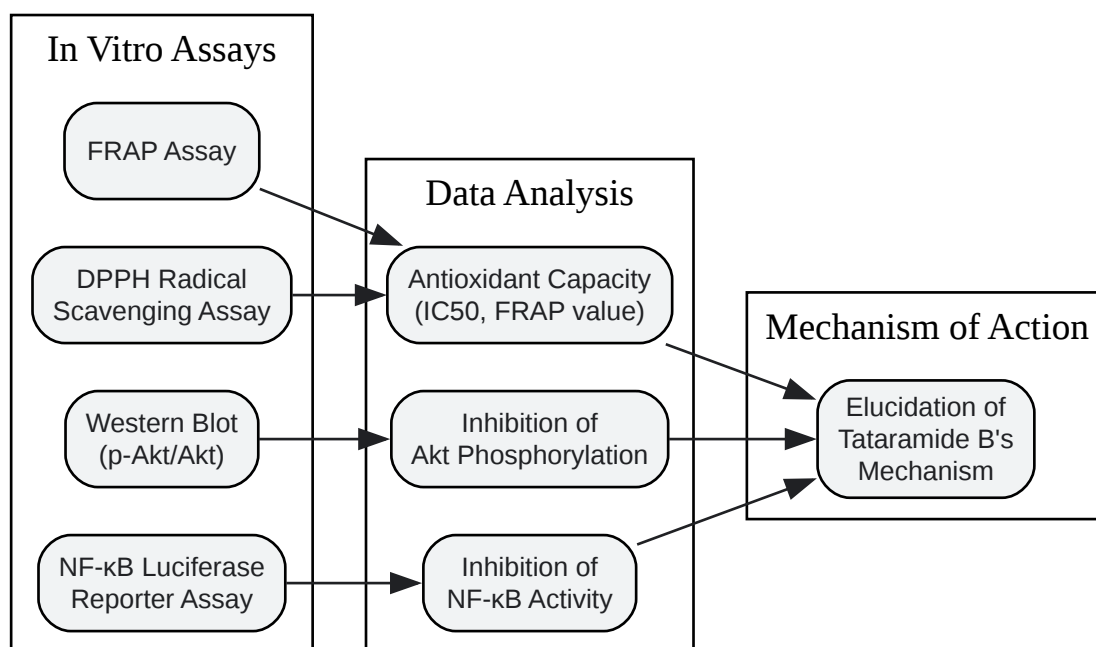 In Vitro Assays
FRAP Assay
DPPH Radical
Scavenging Assay
Western Blot
(p-Akt/Akt)
NF-κB Luciferase
Reporter Assay
Data Analysis
Antioxidant Capacity
(IC50, FRAP value)
Inhibition of
Akt Phosphorylation
Inhibition of
NF-κB Activity
Mechanism of Action
Elucidation of
Tataramide B's
Mechanism